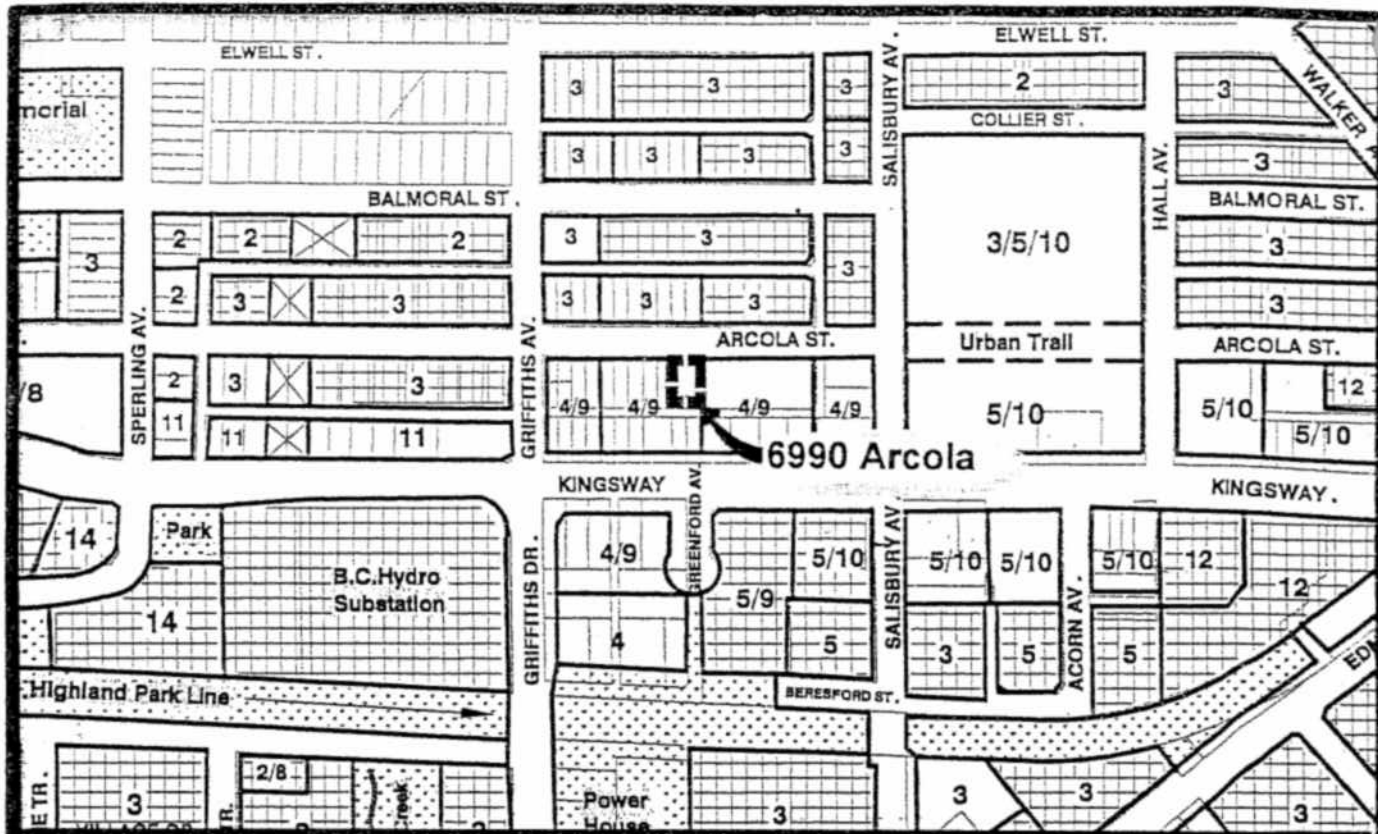 ELWELL ST.
ELWELL ST.
morial
3
3
3
2
3
WALKER A
COLLIER ST.
3
3
3
3
3
SALISBURY AV.
HALL AV.
BALMORAL ST.
BALMORAL ST.
2
2
2
3
3
3
3/5/10
3
3
2
3
3
3
3
3
3
SPERLING AV.
GRIFFITHS AV.
ARCOLA ST.
Urban Trail
ARCOLA ST.
/8
2
3
3
12
4/9
4/9
4/9
4/9
5/10
5/10
5/10
11
11
11
6990 Arcola
KINGSWAY
KINGSWAY.
GREENFORD AV.
14
Park
4/9
5/10
5/10
5/10
5/10
12
12
B.C.Hydro
Substation
5/9
14
GRIFFITHS DR.
4
5
SALISBURY AV.
3
5
ACORN AV.
5
Highland Park Line
BERESFORD ST.
2/8
3
Creek
Power
House
3
3
3
3